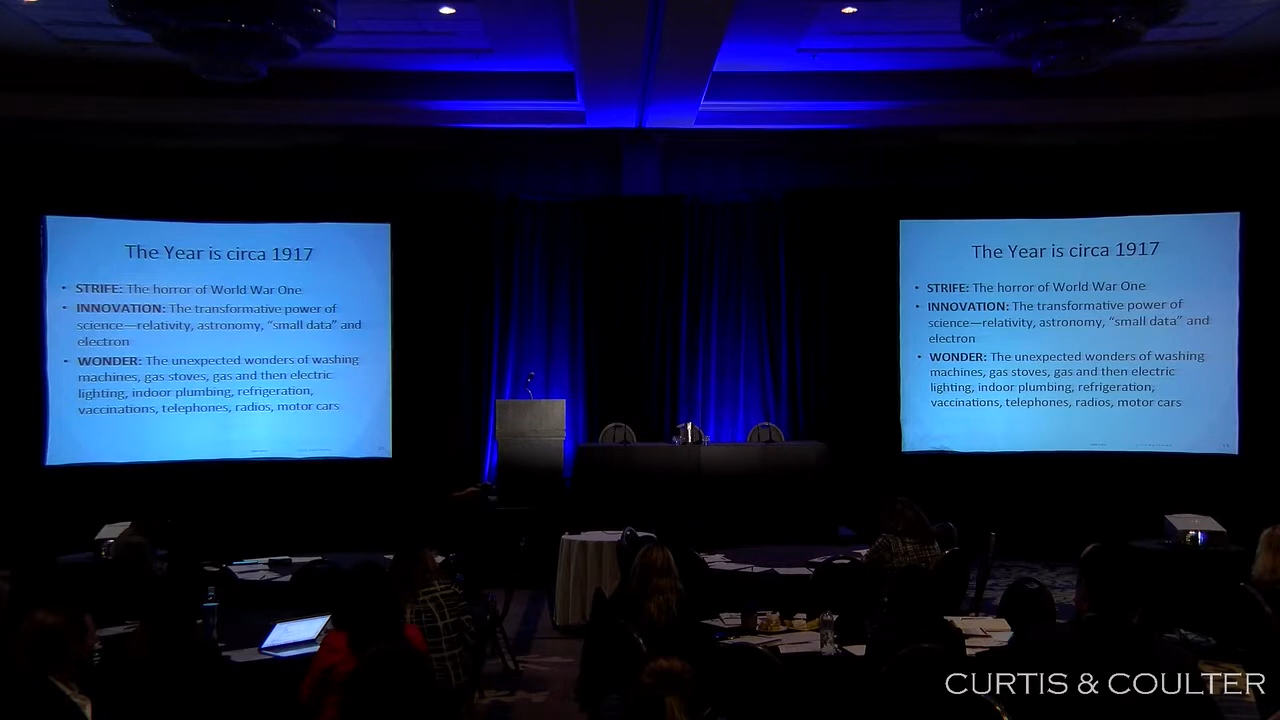 The Year is circa 1917
• STRIFE: The horror of World War One
• INNOVATION: The transformative power of
science—relativity, astronomy, “small data” and
electron
• WONDER: The unexpected wonders of washing
machines, gas stoves, gas and then electric
lighting, indoor plumbing, refrigeration,
vaccinations, telephones, radios, motor cars
The Year is circa 1917
• STRIFE: The horror of World War One
• INNOVATION: The transformative power of
science—relativity, astronomy, “small data” and
electron
• WONDER: The unexpected wonders of washing
machines, gas stoves, gas and then electric
lighting, indoor plumbing, refrigeration,
vaccinations, telephones, radios, motor cars
CURTIS & COULTER